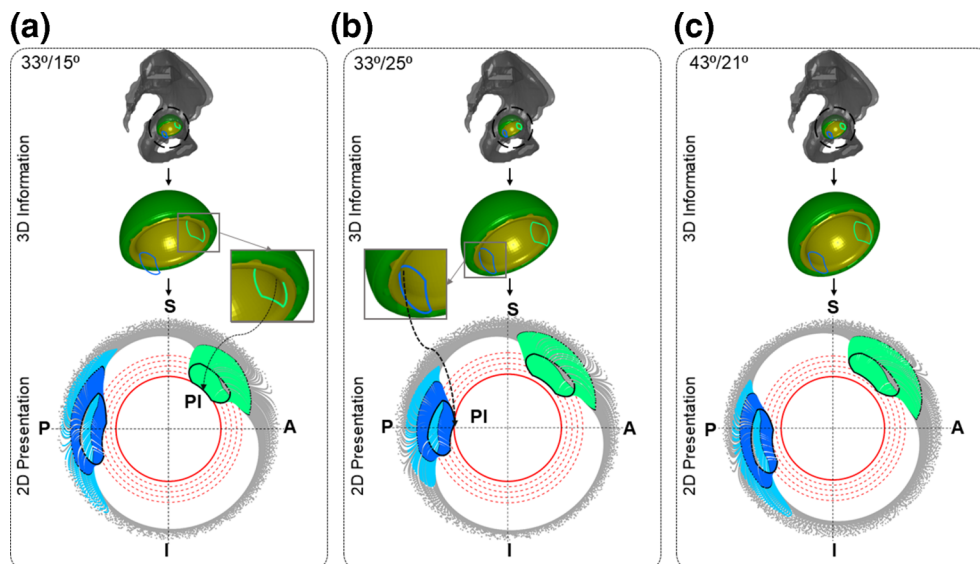 (a)
33º/15º
3D Information
S
PI
P
A
2D Presentation
I
(b)
33º/25º
3D Information
S
PI
P
A
2D Presentation
I
(c)
43º/21º
3D Information
S
P
A
2D Presentation
I